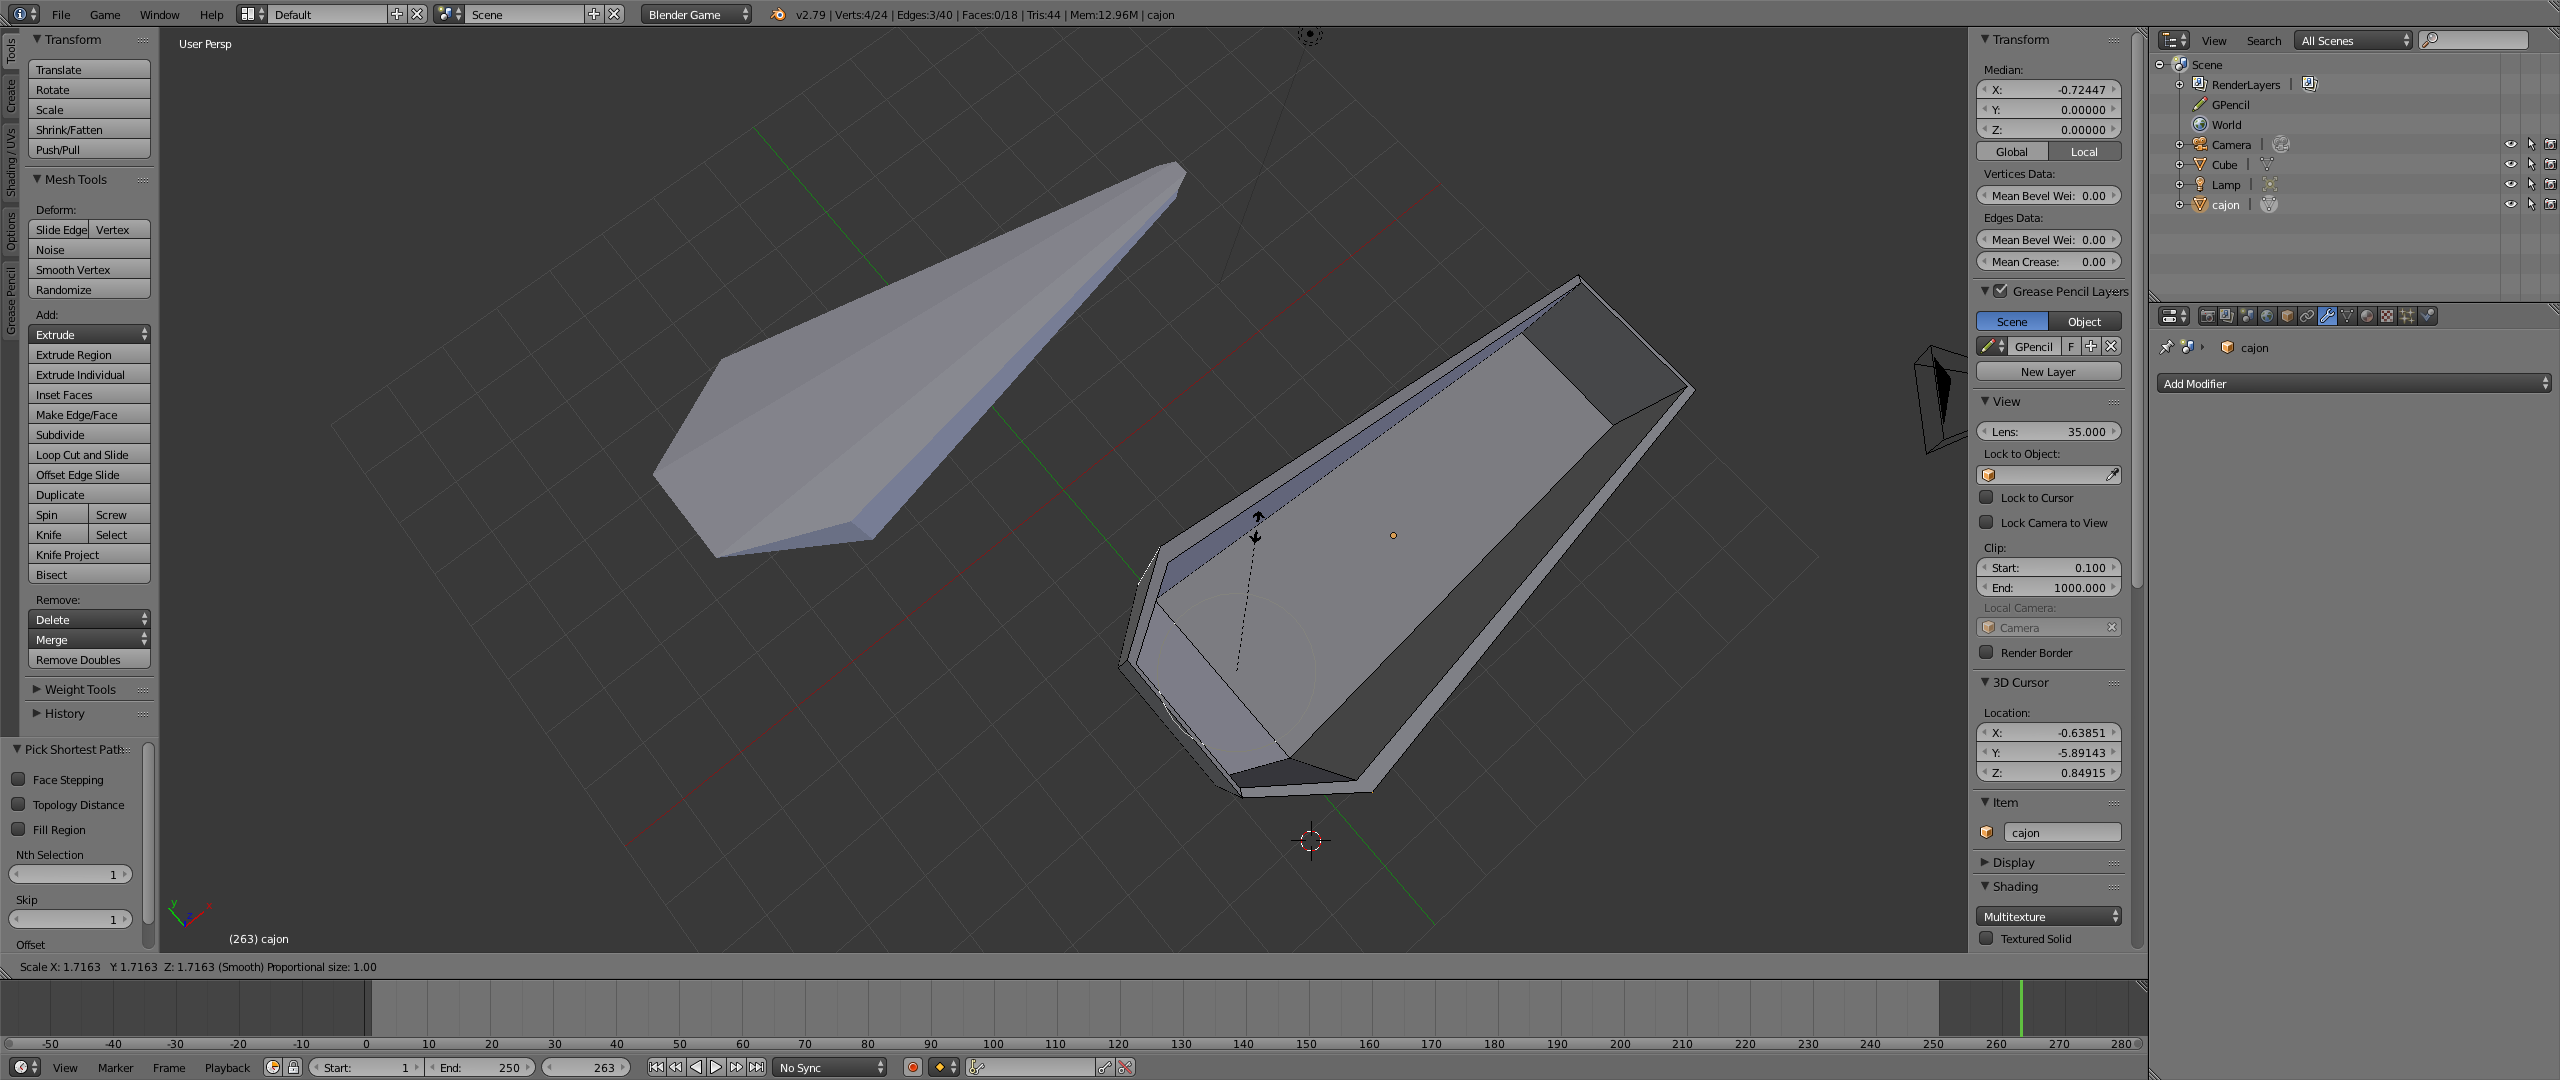 File Game Window Help Default Scene Blender Game v2.79 | Verts:4/24 | Edges:3/40 | Faces:0/18 | Tris:44 | Mem:12.96M | cajon
Tools
Create
Shading / UVs
Options
Grease Pencil
Transform
Translate
Rotate
Scale
Shrink/Fatten
Push/Pull
Mesh Tools
Deform:
Slide Edge Vertex
Noise
Smooth Vertex
Randomize
Add:
Extrude
Extrude Region
Extrude Individual
Inset Faces
Make Edge/Face
Subdivide
Loop Cut and Slide
Offset Edge Slide
Duplicate
Spin Screw
Knife Select
Knife Project
Bisect
Remove:
Delete
Merge
Remove Doubles
Weight Tools
History
Pick Shortest Path
Face Stepping
Topology Distance
Fill Region
Nth Selection
1
Skip
1
Offset
User Persp
y
x
z
(263) cajon
Transform
Median:
X: -0.72447
Y: 0.00000
Z: 0.00000
Global Local
Vertices Data:
Mean Bevel Wei: 0.00
Edges Data:
Mean Bevel Wei: 0.00
Mean Crease: 0.00
Grease Pencil Layers
Scene Object
GPencil F
New Layer
View
Lens: 35.000
Lock to Object:
Lock to Cursor
Lock Camera to View
Clip:
Start: 0.100
End: 1000.000
Local Camera:
Camera
Render Border
3D Cursor
Location:
X: -0.63851
Y: -5.89143
Z: 0.84915
Item
cajon
Display
Shading
Multitexture
Textured Solid
View Search All Scenes
Scene
RenderLayers
GPencil
World
Camera
Cube
Lamp
cajon
cajon
Add Modifier
Scale X: 1.7163 Y: 1.7163 Z: 1.7163 (Smooth) Proportional size: 1.00
-50 -40 -30 -20 -10 0 10 20 30 40 50 60 70 80 90 100 110 120 130 140 150 160 170 180 190 200 210 220 230 240 250 260 270 280
View Marker Frame Playback Start: 1 End: 250 263 No Sync